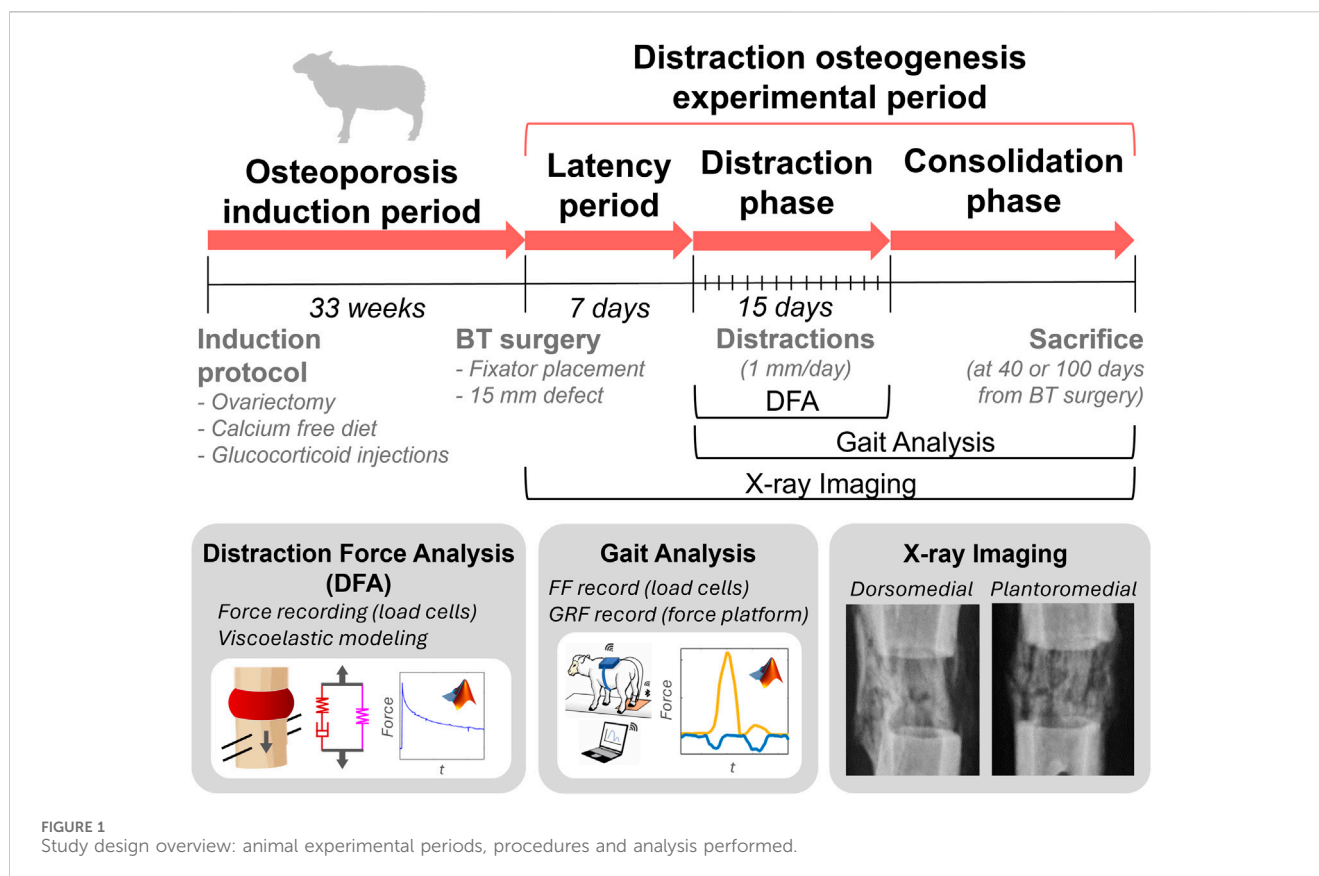 Distraction osteogenesis
experimental period
Osteoporosis
induction period
Latency
period
Distraction
phase
Consolidation
phase
33 weeks
7 days
15 days
Induction
protocol
- Ovariectomy
- Calcium free diet
- Glucocorticoid injections
BT surgery
- Fixator placement
- 15 mm defect
Distractions
(1 mm/day)
Sacrifice
(at 40 or 100 days
from BT surgery)
DFA
Gait Analysis
X-ray Imaging
Distraction Force Analysis
(DFA)
Force recording (load cells)
Viscoelastic modeling
Force
t
Gait Analysis
FF record (load cells)
GRF record (force platform)
Force
t
X-ray Imaging
Dorsomedial
Plantoromedial
FIGURE 1
Study design overview: animal experimental periods, procedures and analysis performed.